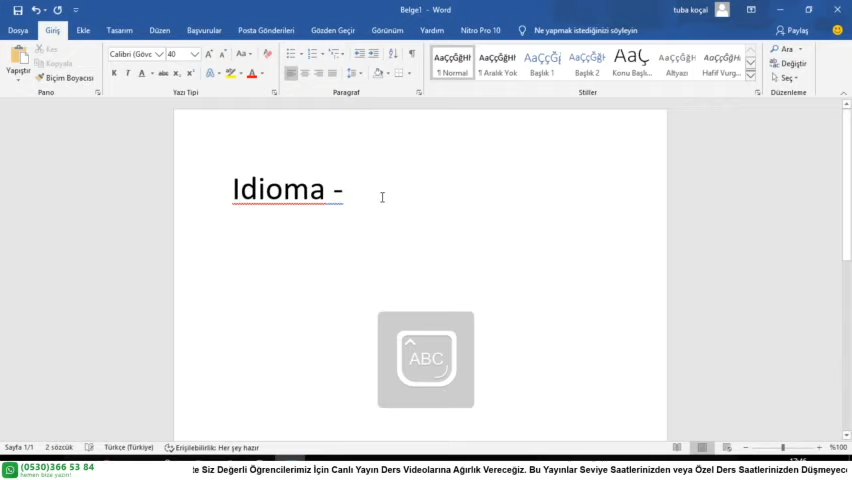 Belge1 - Word
tuba koçal
Dosya Giriş Ekle Tasarım Düzen Başvurular Posta Gönderileri Gözden Geçir Görünüm Yardım Nitro Pro 10 Ne yapmak istediğinizi söyleyin Paylaş
Yapıştır
Kes
Kopyala
Biçim Boyacısı
Pano
Calibri (Gövc 40
Yazı Tipi
Paragraf
AaÇçĞğHł AaÇçĞğHł AaÇçĞ AaÇçĞğ AaÇ AaÇçĞğH AaÇçĞğHı
¶ Normal ¶ Aralık Yok Başlık 1 Başlık 2 Konu Başlı... Altyazı Hafif Vurg...
Stiller
Ara
Değiştir
Seç
Düzenleme
Idioma -
ABC
Sayfa 1/1 2 sözcük Türkçe (Türkiye) Erişilebilirlik: Her şey hazır %100
(0530)366 53 84
hemen bize yazın!
te Siz Değerli Öğrencilerimiz İçin Canlı Yayın Ders Videolarına Ağırlık Vereceğiz. Bu Yayınlar Seviye Saatlerinizden veya Özel Ders Saatlerinizden Düşmeyece